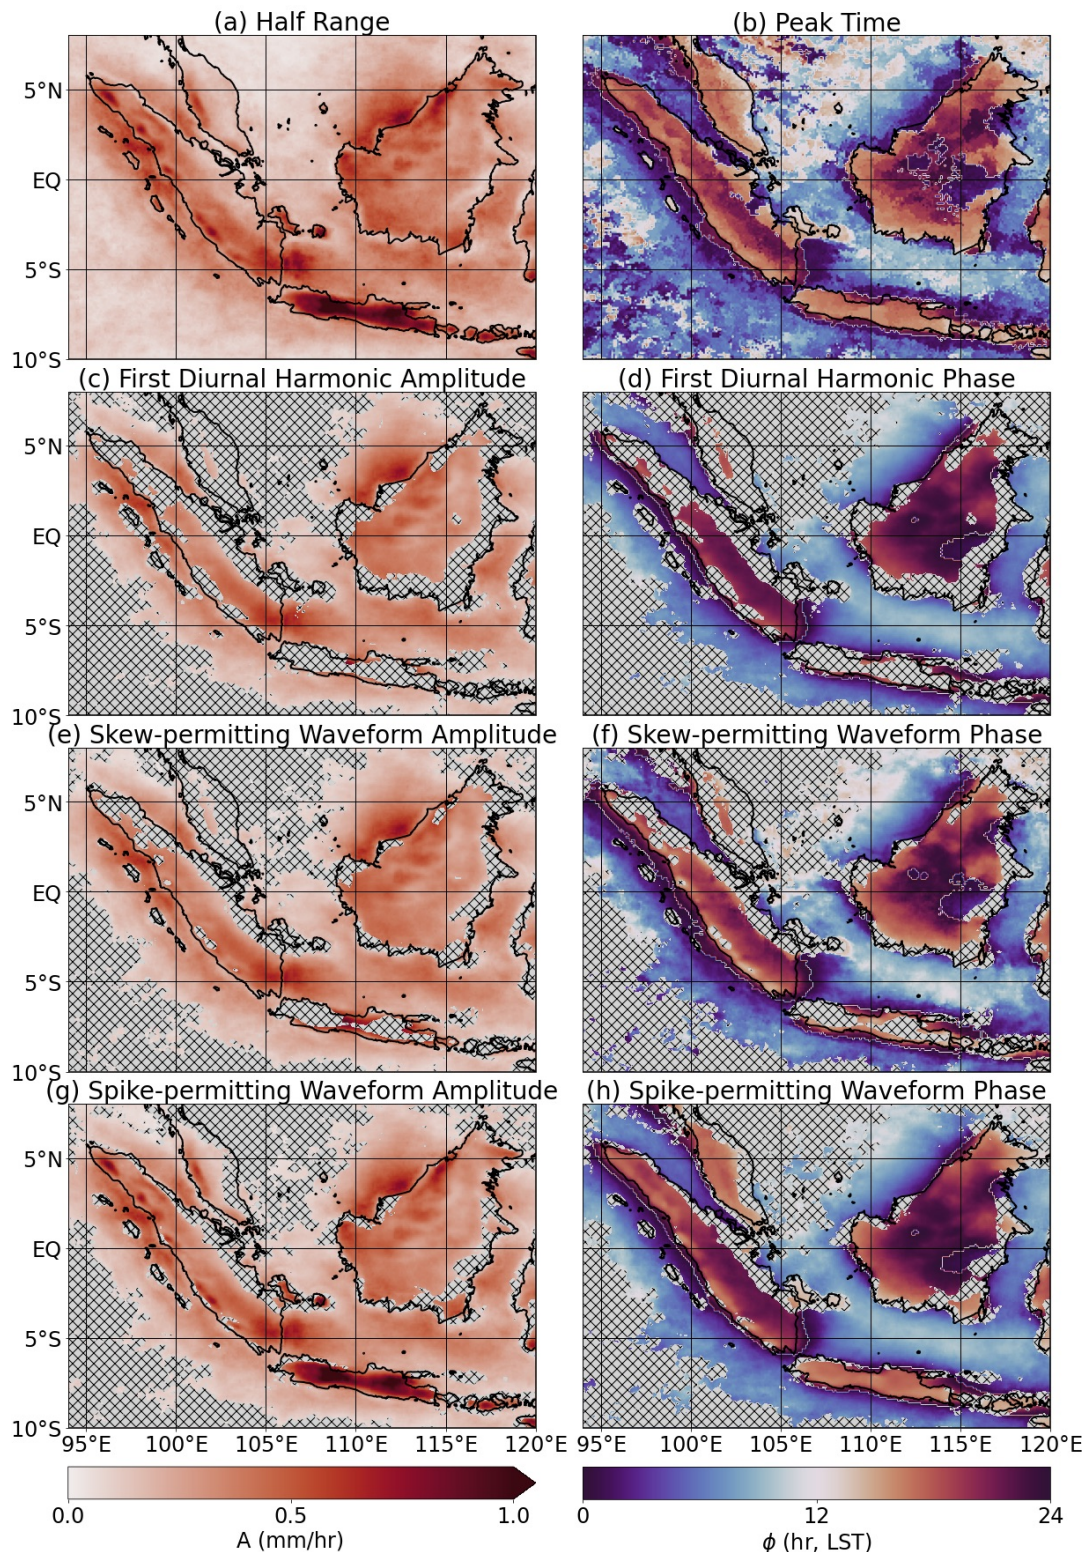 (a) Half Range
(b) Peak Time
5°N
EQ
5°S
10°S
(c) First Diurnal Harmonic Amplitude
(d) First Diurnal Harmonic Phase
5°N
EQ
5°S
10°S
(e) Skew-permitting Waveform Amplitude
(f) Skew-permitting Waveform Phase
5°N
EQ
5°S
10°S
(g) Spike-permitting Waveform Amplitude
(h) Spike-permitting Waveform Phase
5°N
EQ
5°S
10°S
95°E 100°E 105°E 110°E 115°E 120°E
95°E 100°E 105°E 110°E 115°E 120°E
0.0 0.5 1.0
A (mm/hr)
0 12 24
ϕ (hr, LST)